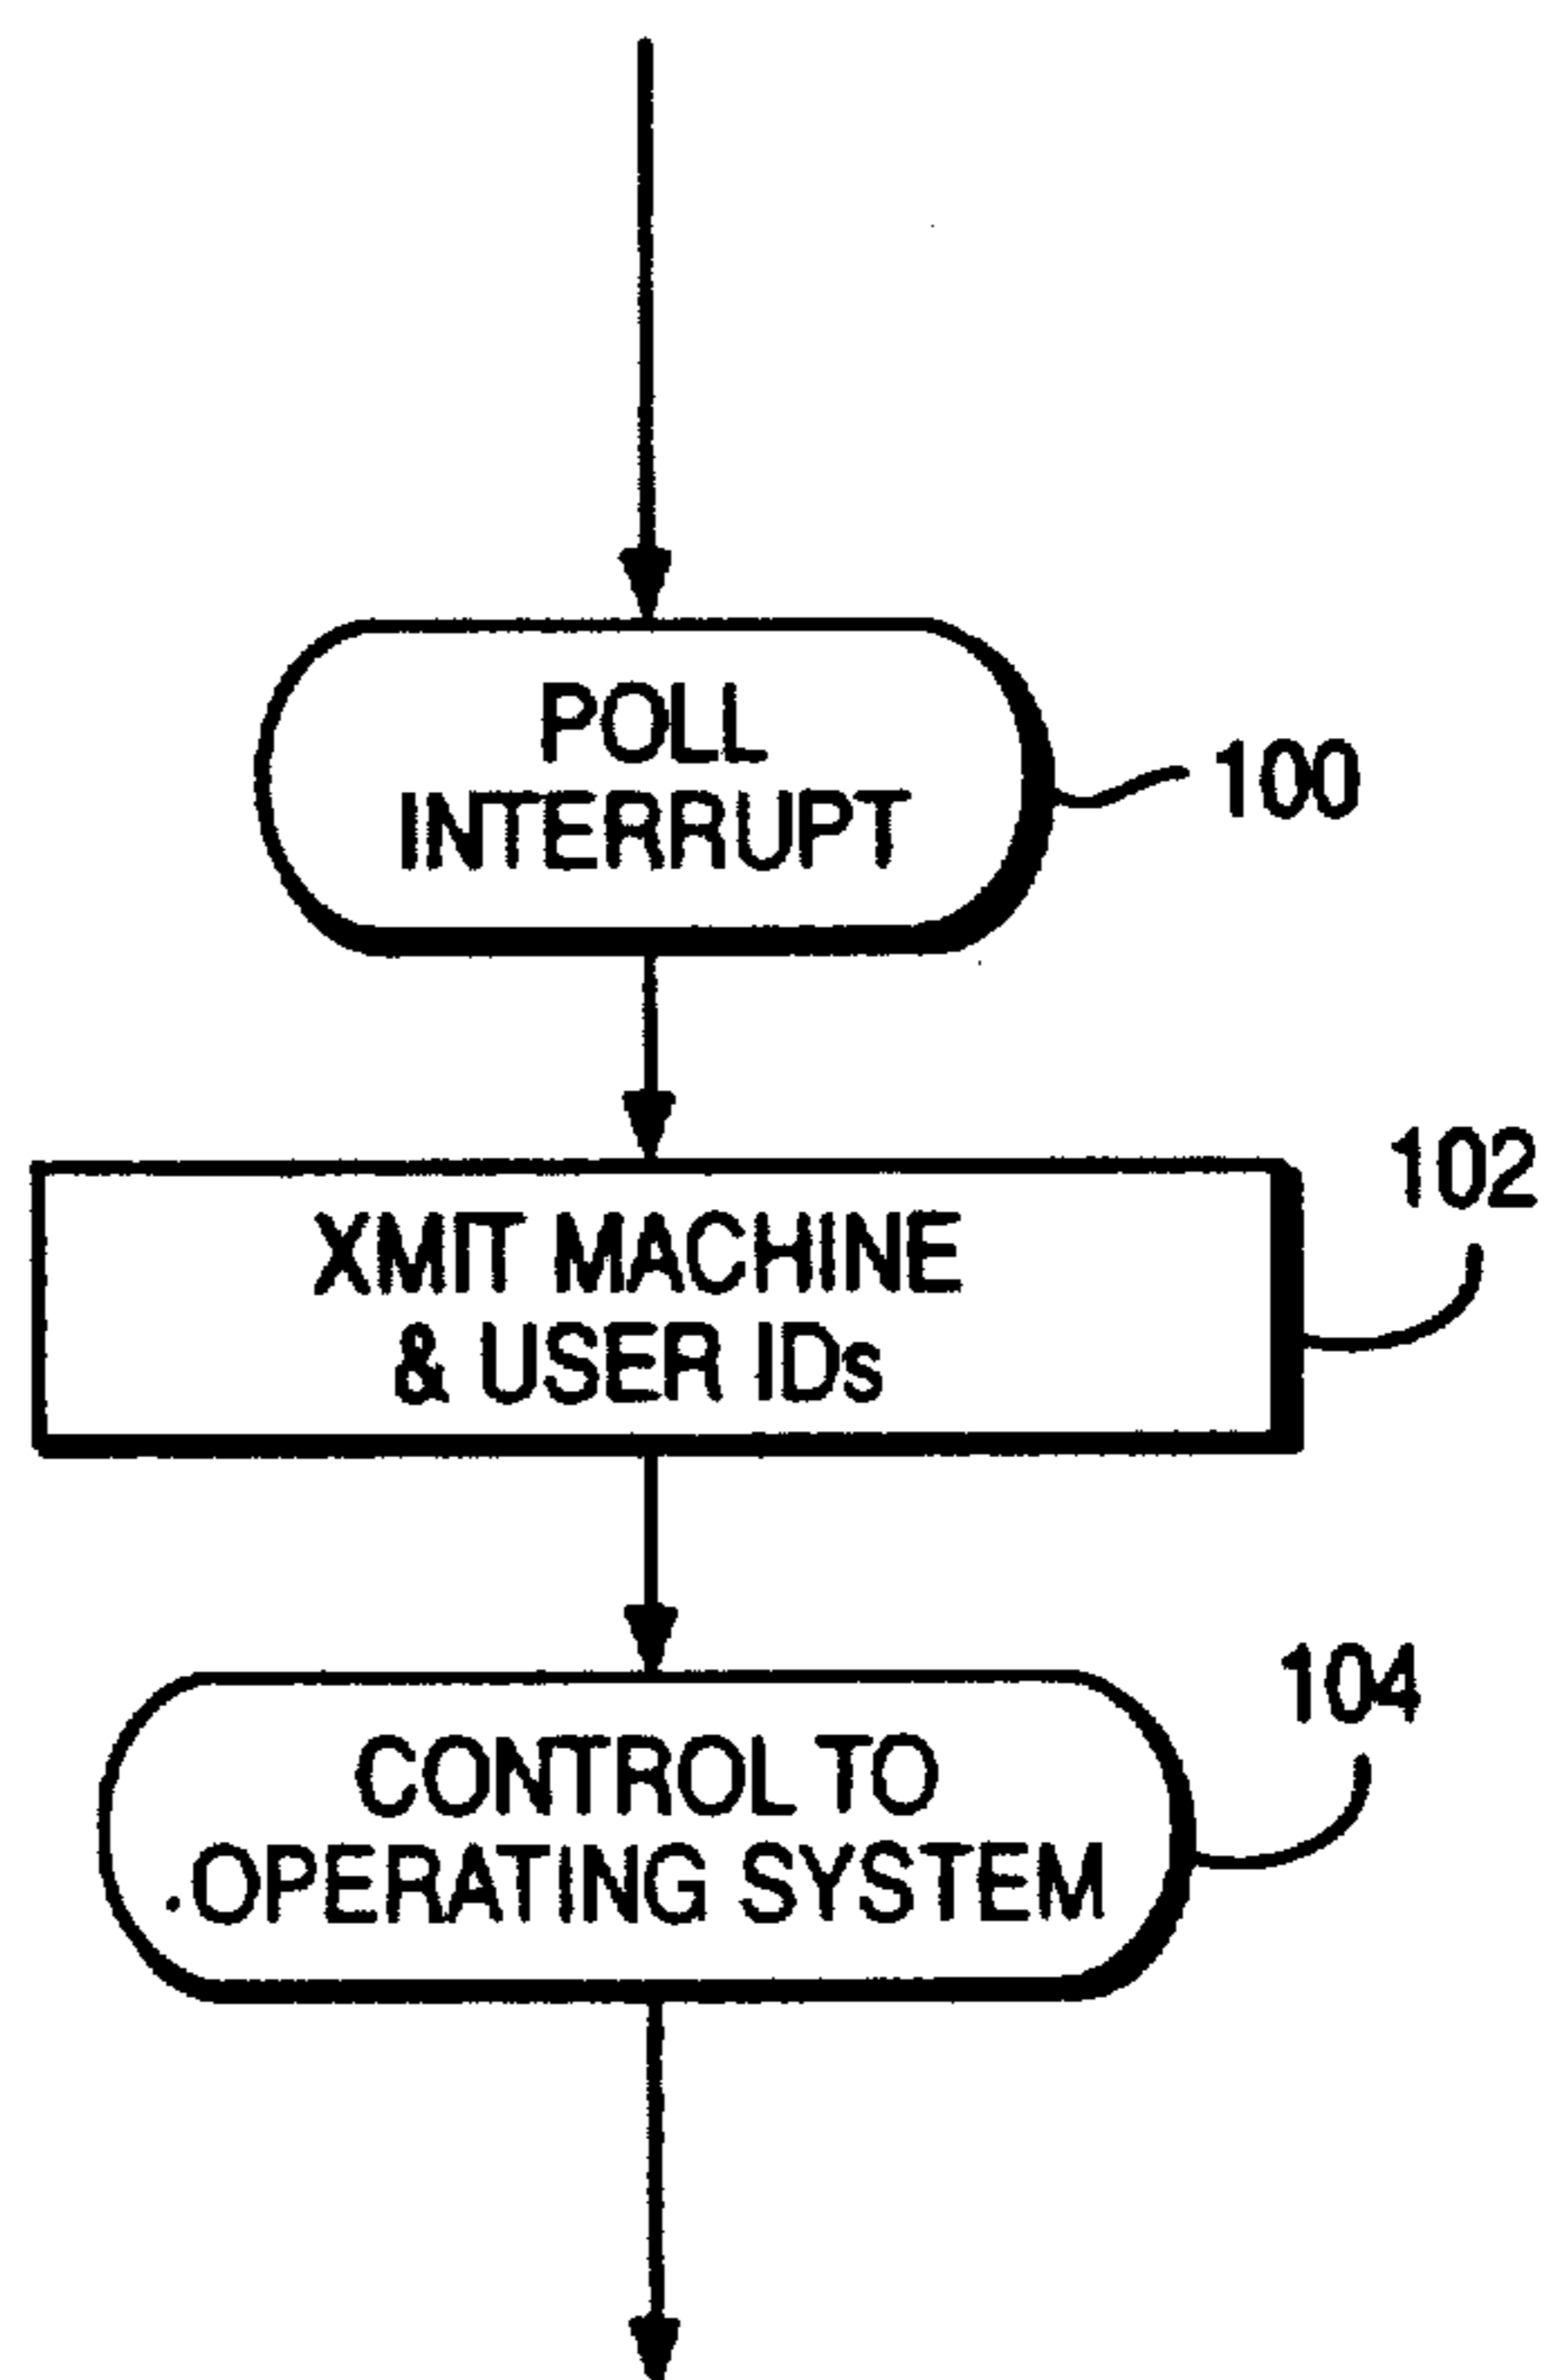 POLL
INTERRUPT
100
102
XMIT MACHINE
& USER IDs
104
CONTROL TO
OPERATING SYSTEM